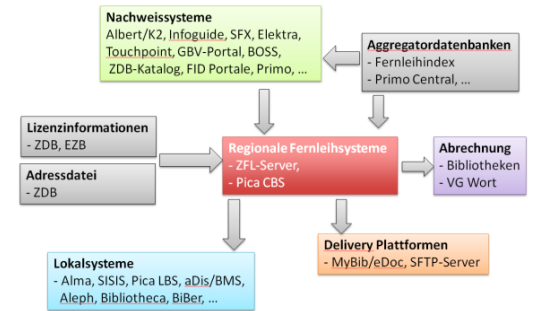 Nachweissysteme
Albert/K2, Infoguide, SFX, Elektra,
Touchpoint, GBV-Portal, BOSS,
ZDB-Katalog, FID Portale, Primo, ...
Aggregatordatenbanken
- Fernleihindex
- Primo Central, ...
Lizenzinformationen
- ZDB, EZB
Adressdatei
- ZDB
Regionale Fernleihsysteme
- ZFL-Server,
- Pica CBS
Abrechnung
- Bibliotheken
- VG Wort
Delivery Plattformen
- MyBib/eDoc, SFTP-Server
Lokalsysteme
- Alma, SISIS, Pica LBS, aDis/BMS,
Aleph, Bibliotheca, BiBer, ...